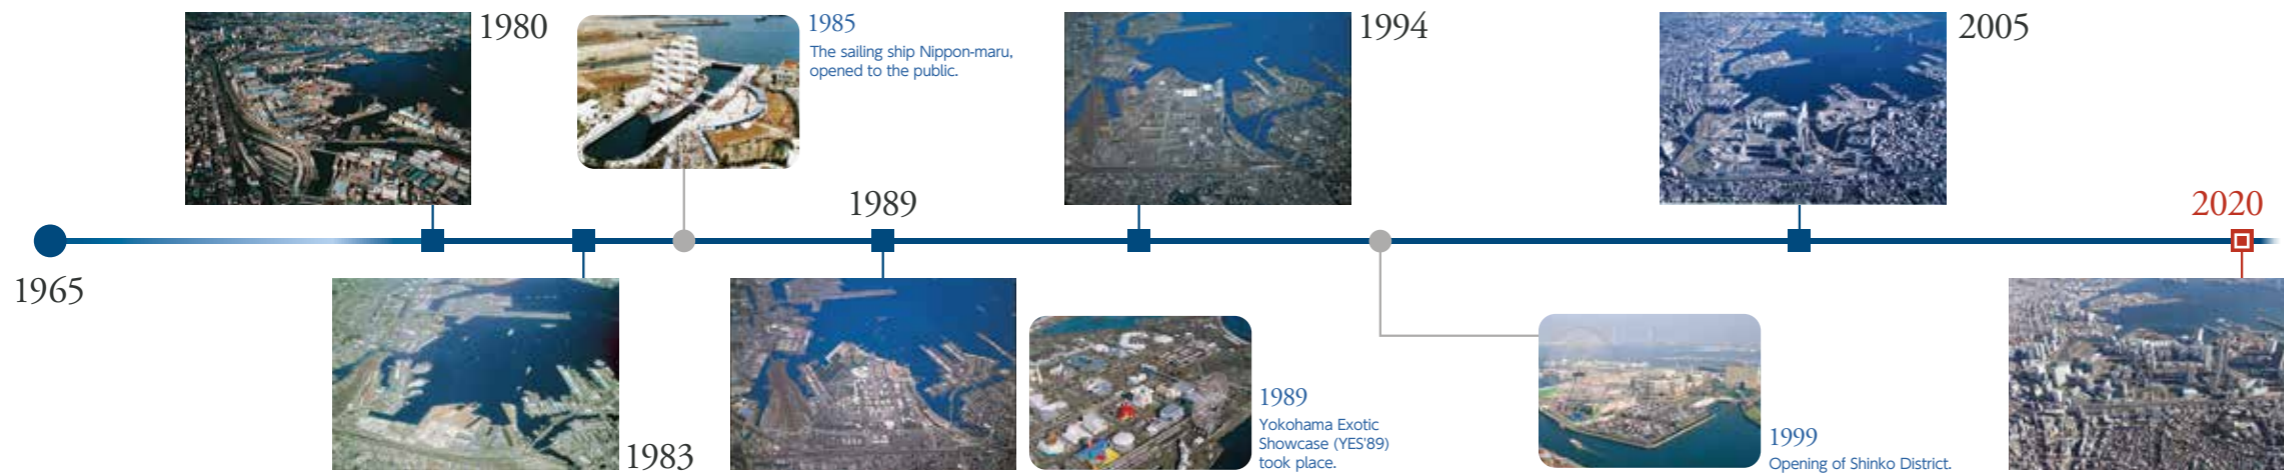 1965
1980
1983
1985
The sailing ship Nippon-maru,
opened to the public.
1989
1989
Yokohama Exotic
Showcase (YES'89)
took place.
1994
1999
Opening of Shinko District.
2005
2020